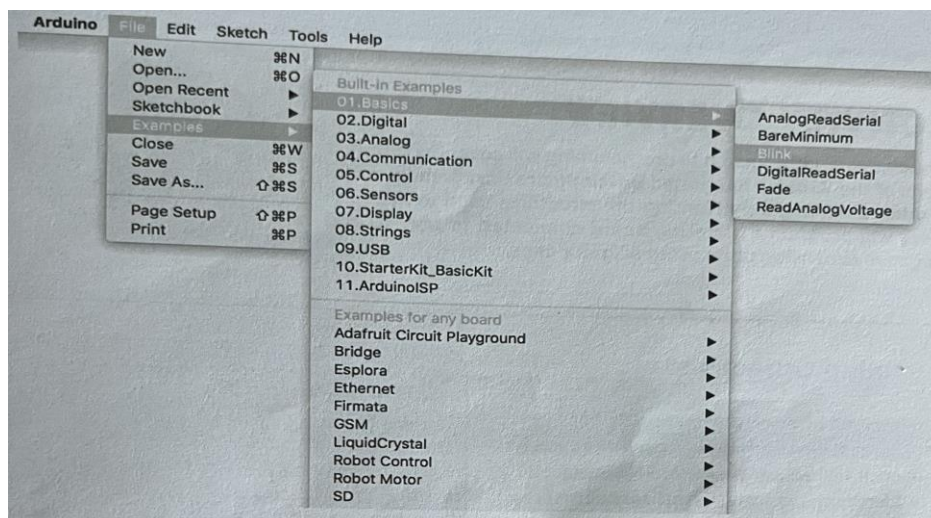 Arduino File Edit Sketch Tools Help
New ⌘N
Open... ⌘O
Open Recent ▶
Sketchbook ▶
Examples ▶
Close ⌘W
Save ⌘S
Save As... ⇧⌘S
Page Setup ⇧⌘P
Print ⌘P
Built-in Examples
01.Basics ▶
02.Digital ▶
03.Analog ▶
04.Communication ▶
05.Control ▶
06.Sensors ▶
07.Display ▶
08.Strings ▶
09.USB ▶
10.StarterKit_BasicKit ▶
11.ArduinoISP ▶
Examples for any board
Adafruit Circuit Playground ▶
Bridge ▶
Esplora ▶
Ethernet ▶
Firmata ▶
GSM ▶
LiquidCrystal ▶
Robot Control ▶
Robot Motor ▶
SD ▶
AnalogReadSerial
BareMinimum
Blink
DigitalReadSerial
Fade
ReadAnalogVoltage